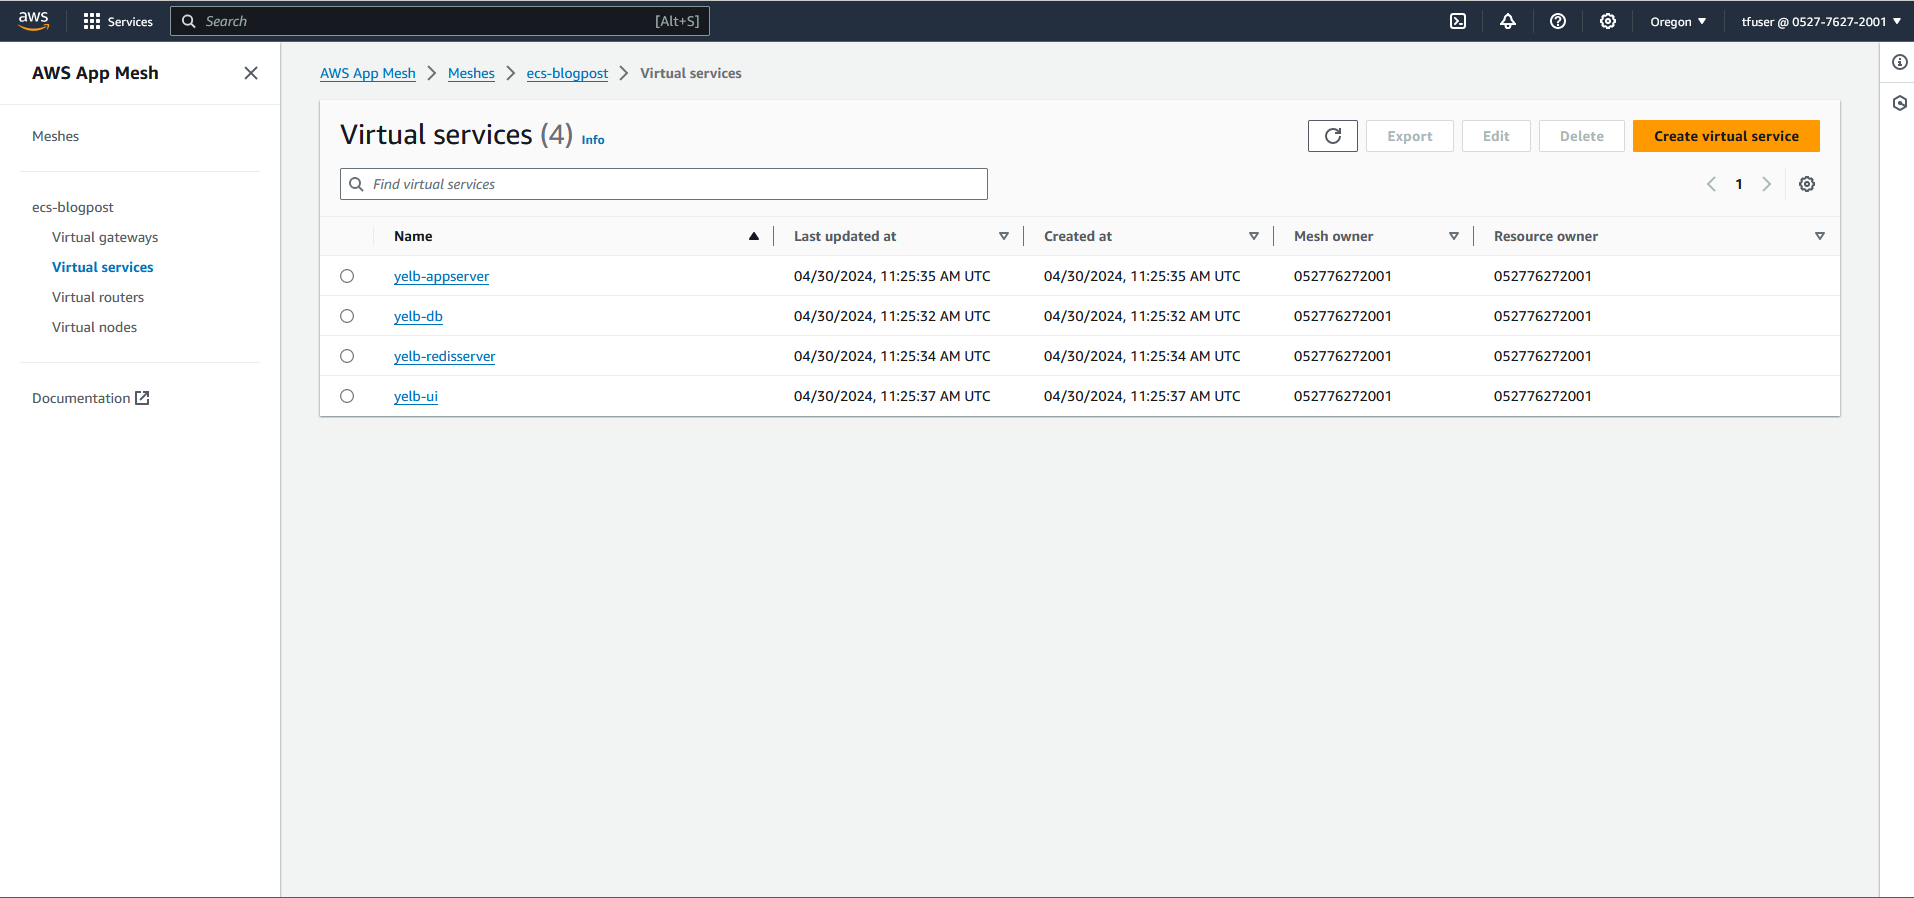 aws Services Search [Alt+S] Oregon tfuser @ 0527-7627-2001
AWS App Mesh
Meshes
ecs-blogpost
Virtual gateways
Virtual services
Virtual routers
Virtual nodes
Documentation
AWS App Mesh Meshes ecs-blogpost Virtual services
Virtual services (4) Info Export Edit Delete Create virtual service
Find virtual services 1
Name Last updated at Created at Mesh owner Resource owner
yelb-appserver 04/30/2024, 11:25:35 AM UTC 04/30/2024, 11:25:35 AM UTC 052776272001 052776272001
yelb-db 04/30/2024, 11:25:32 AM UTC 04/30/2024, 11:25:32 AM UTC 052776272001 052776272001
yelb-redisserver 04/30/2024, 11:25:34 AM UTC 04/30/2024, 11:25:34 AM UTC 052776272001 052776272001
yelb-ui 04/30/2024, 11:25:37 AM UTC 04/30/2024, 11:25:37 AM UTC 052776272001 052776272001